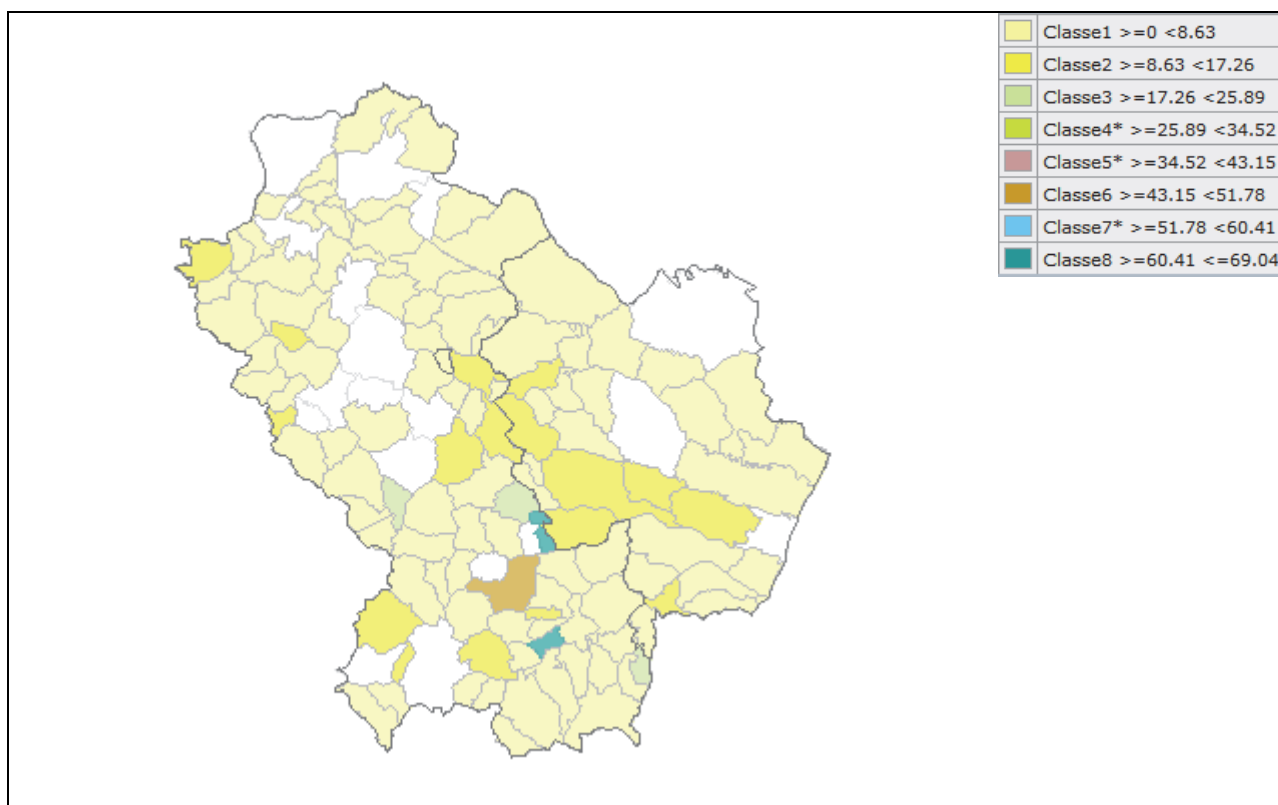 Classe1 >=0 <8.63
Classe2 >=8.63 <17.26
Classe3 >=17.26 <25.89
Classe4* >=25.89 <34.52
Classe5* >=34.52 <43.15
Classe6 >=43.15 <51.78
Classe7* >=51.78 <60.41
Classe8 >=60.41 <=69.04